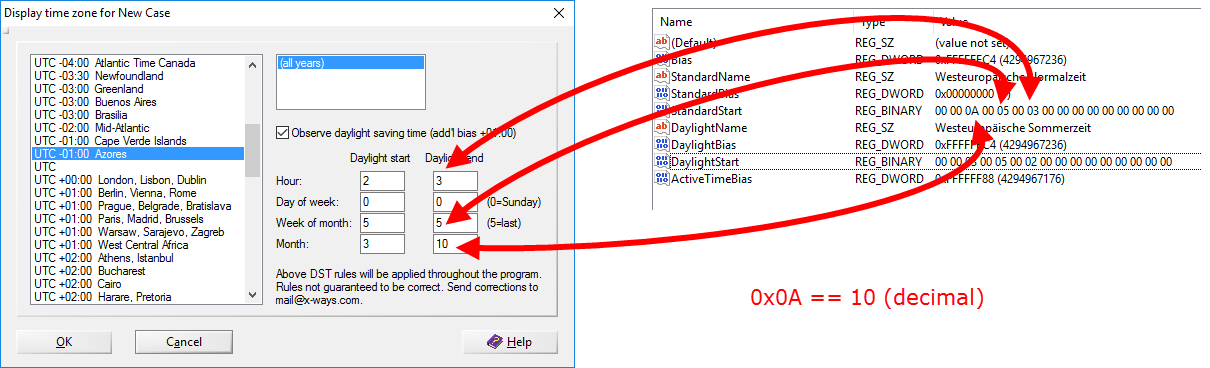 Display time zone for New Case
UTC -04:00 Atlantic Time Canada
UTC -03:30 Newfoundland
UTC -03:00 Greenland
UTC -03:00 Buenos Aires
UTC -03:00 Brasilia
UTC -02:00 Mid-Atlantic
UTC -01:00 Cape Verde Islands
UTC -01:00 Azores
UTC
UTC +00:00 London, Lisbon, Dublin
UTC +01:00 Berlin, Vienna, Rome
UTC +01:00 Prague, Belgrade, Bratislava
UTC +01:00 Paris, Madrid, Brussels
UTC +01:00 Warsaw, Sarajevo, Zagreb
UTC +01:00 West Central Africa
UTC +02:00 Athens, Istanbul
UTC +02:00 Bucharest
UTC +02:00 Cairo
UTC +02:00 Harare, Pretoria
(all years)
Observe daylight saving time (add'l bias +01:00)
Daylight start Daylight end
Hour: 2 3
Day of week: 0 0 (0=Sunday)
Week of month: 5 5 (5=last)
Month: 3 10
Above DST rules will be applied throughout the program.
Rules not guaranteed to be correct. Send corrections to
mail@x-ways.com.
OK Cancel Help
Name Type Value
(Default) REG_SZ (value not set)
Bias REG_DWORD (4294967236)
StandardName REG_SZ Westeuropäische Normalzeit
StandardBias REG_DWORD 0x00000000
StandardStart REG_BINARY 00 00 0A 00 05 00 03 00 00 00 00 00 00 00 00 00
DaylightName REG_SZ Westeuropäische Sommerzeit
DaylightBias REG_DWORD 0xFFFFFFC4 (4294967236)
DaylightStart REG_BINARY 00 00 03 00 05 00 02 00 00 00 00 00 00 00 00 00
ActiveTimeBias REG_DWORD 0xFFFFFF88 (4294967176)
0x0A == 10 (decimal)